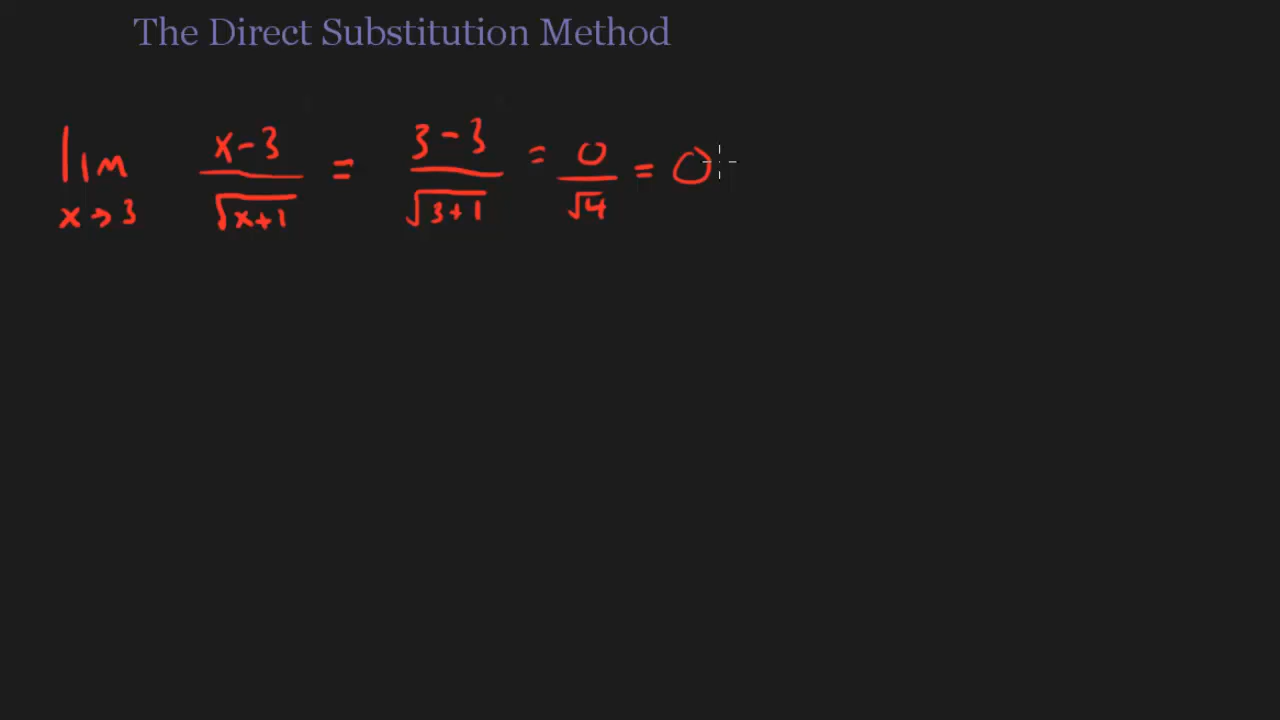 The Direct Substitution Method
lim x→3 (x-3)/(√(x+1)) = (3-3)/(√(3+1)) = 0/√4 = 0